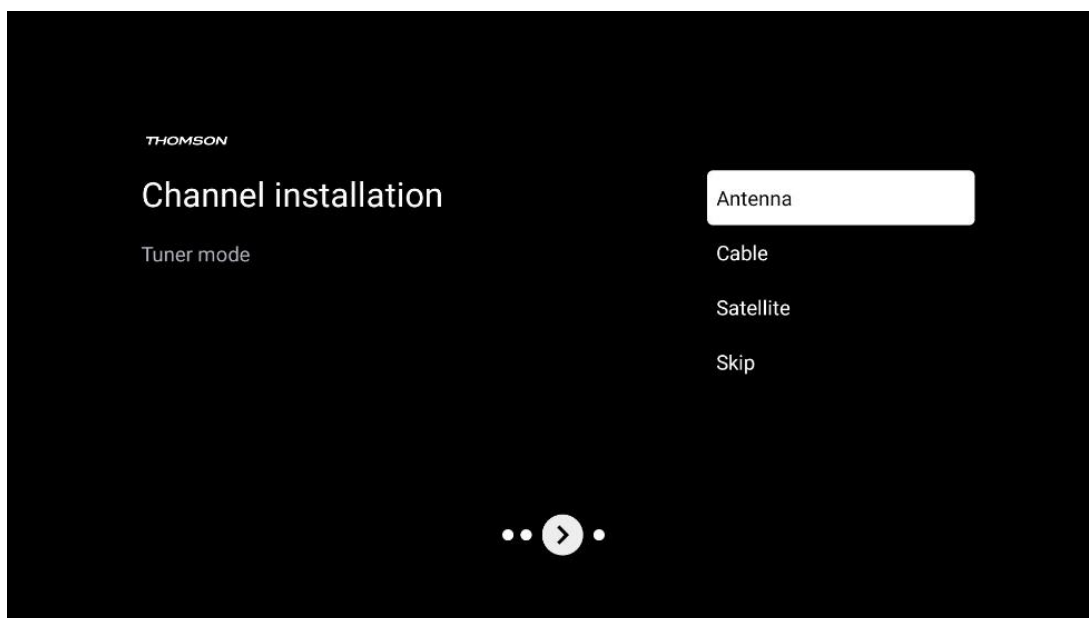 THOMSON
Channel installation
Tuner mode
Antenna
Cable
Satellite
Skip